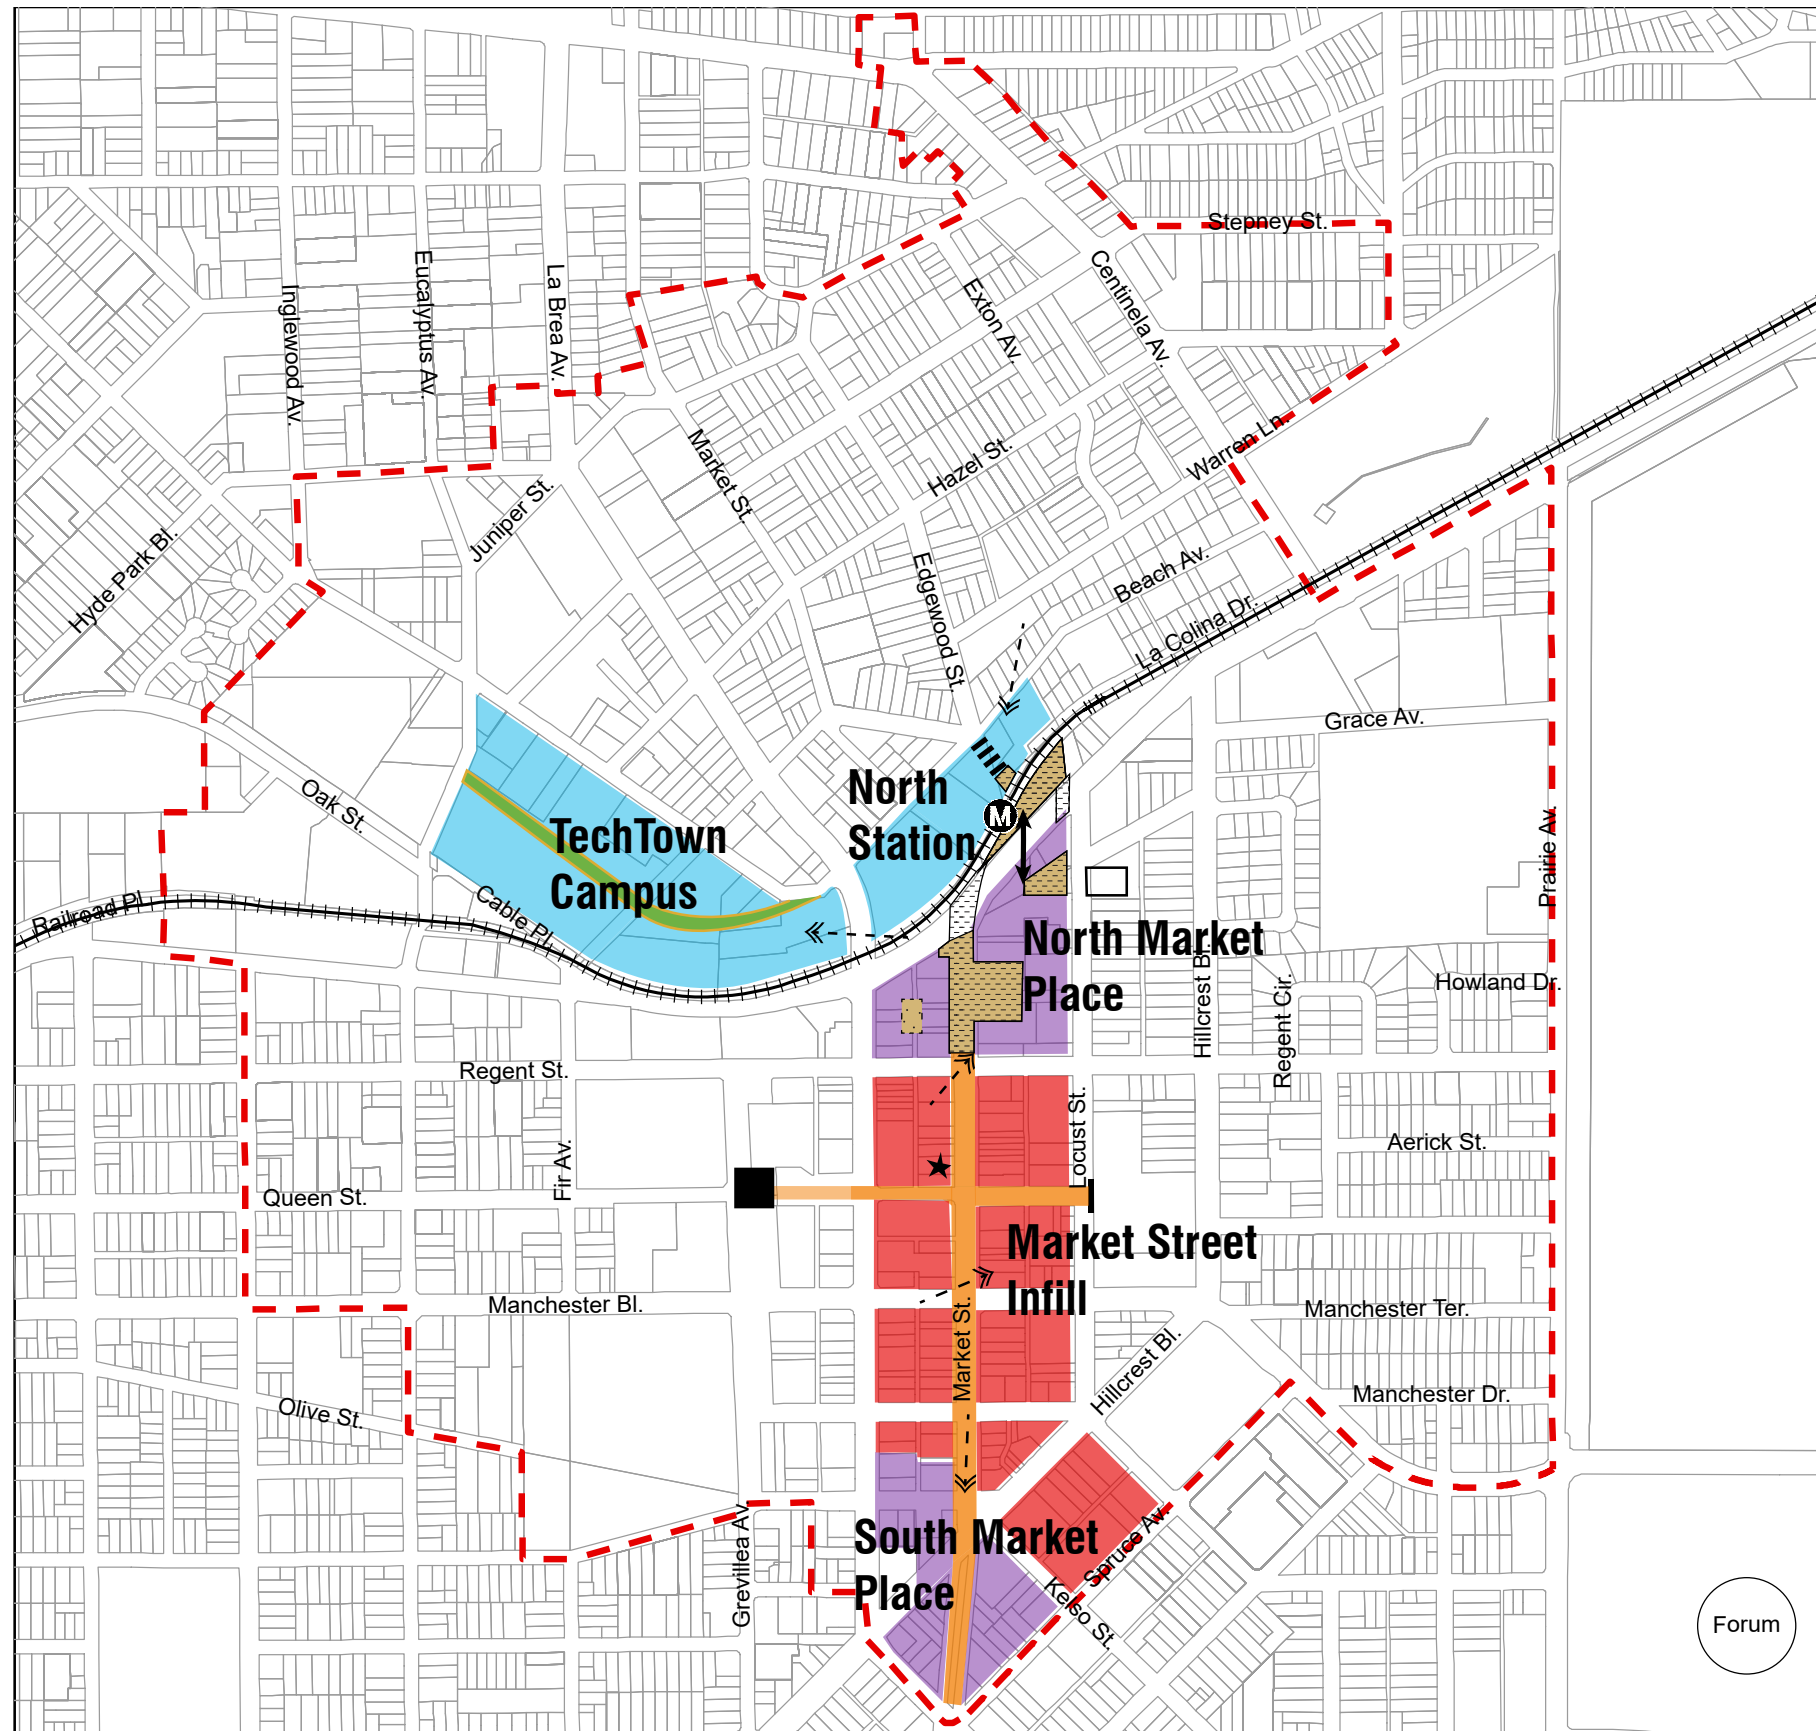 Stepney St.
Centinela Av.
Exton Av.
La Brea Av.
Eucalyptus Av.
Inglewood Av.
Warren Ln.
Hazel St.
Market St.
Juniper St.
Hyde Park Bl.
Beach Av.
Edgewood St.
La Colina Dr.
Grace Av.
Oak St.
North
Station
M
TechTown
Campus
Prairie Av.
Railroad Pl.
Cable Pl.
North Market
Place
Hillcrest Bl.
Regent Cir.
Howland Dr.
Regent St.
Locust St.
Aerick St.
Fir Av.
Queen St.
Market Street
Infill
Manchester Bl.
Market St.
Manchester Ter.
Hillcrest Bl.
Manchester Dr.
Olive St.
South Market
Place
Grevillea Av.
Spruce Av.
Kelso St.
Forum